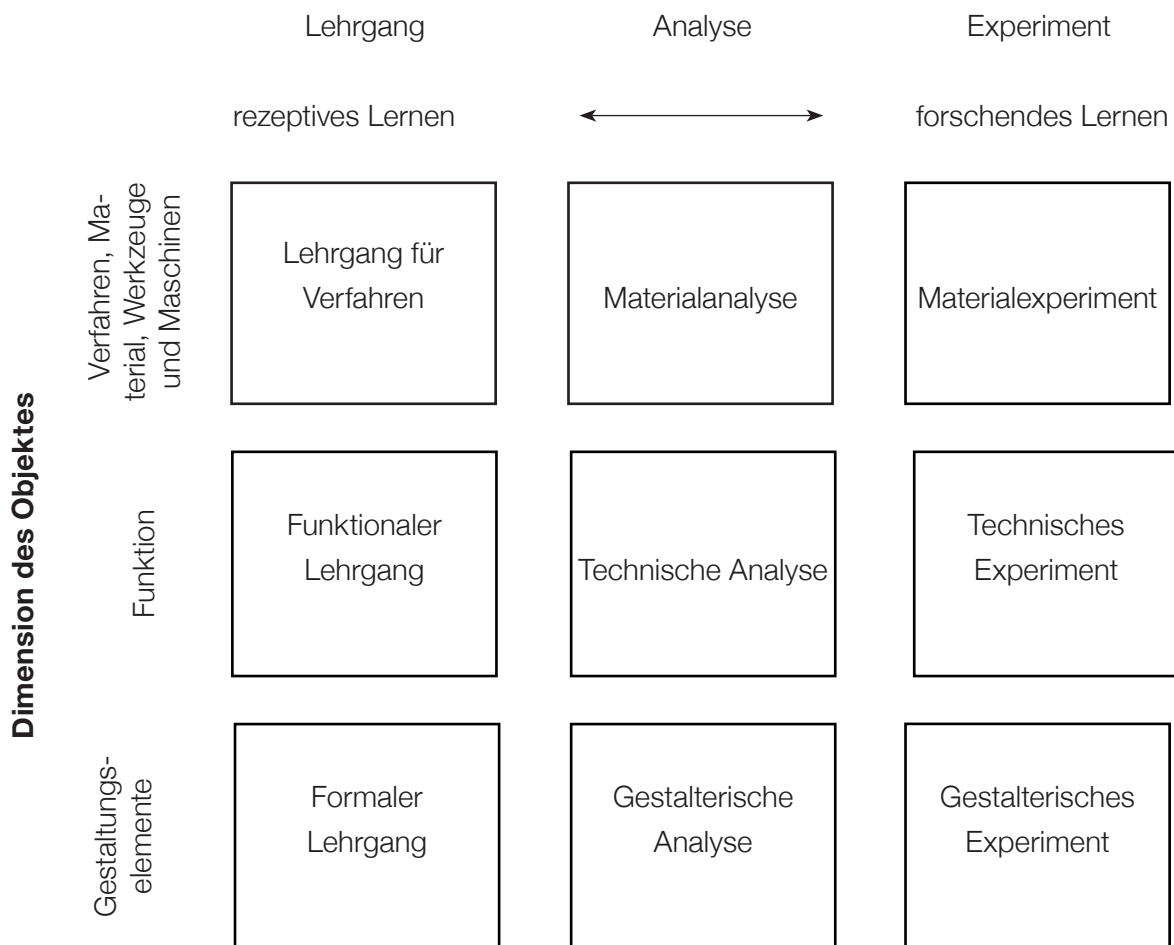 Lehrgang
Analyse
Experiment
rezeptives Lernen
forschendes Lernen
Dimension des Objektes
Verfahren, Ma-
terial, Werkzeuge
und Maschinen
Lehrgang für
Verfahren
Materialanalyse
Materialexperiment
Funktion
Funktionaler
Lehrgang
Technische Analyse
Technisches
Experiment
Gestaltungs-
elemente
Formaler
Lehrgang
Gestalterische
Analyse
Gestalterisches
Experiment